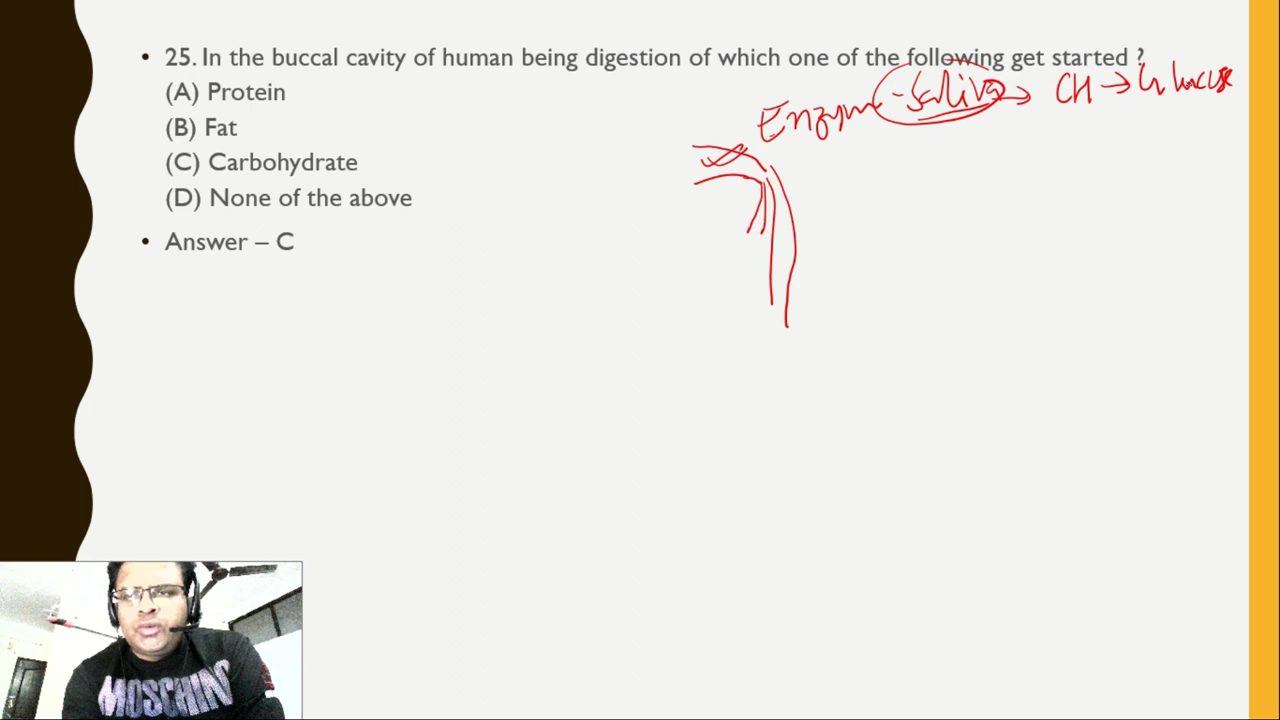 • 25. In the buccal cavity of human being digestion of which one of the following get started ?
(A) Protein
(B) Fat
(C) Carbohydrate
(D) None of the above
• Answer – C
Enzyme - Saliva → CH → Glucose
MOSCHINO